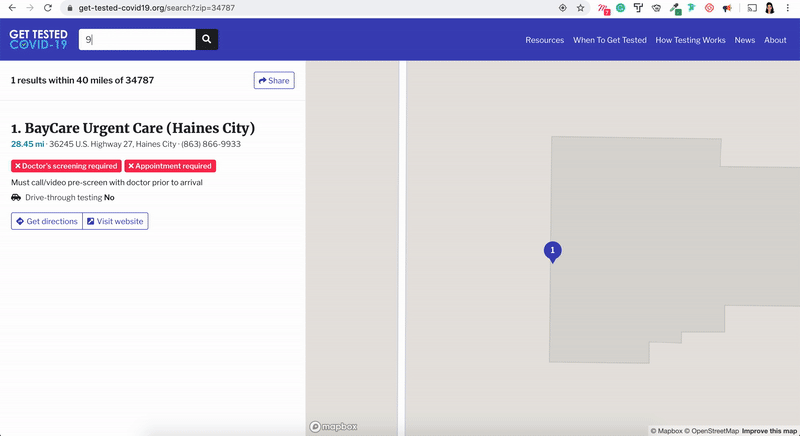 get-tested-covid19.org/search?zip=34787
7
GET TESTED
COVID-19
9
Resources
When To Get Tested
How Testing Works
News
About
1 results within 40 miles of 34787
Share
1. BayCare Urgent Care (Haines City)
28.45 mi · 36245 U.S. Highway 27, Haines City · (863) 866-9933
Doctor's screening required
Appointment required
Must call/video pre-screen with doctor prior to arrival
Drive-through testing No
Get directions
Visit website
1
mapbox
© Mapbox © OpenStreetMap Improve this map